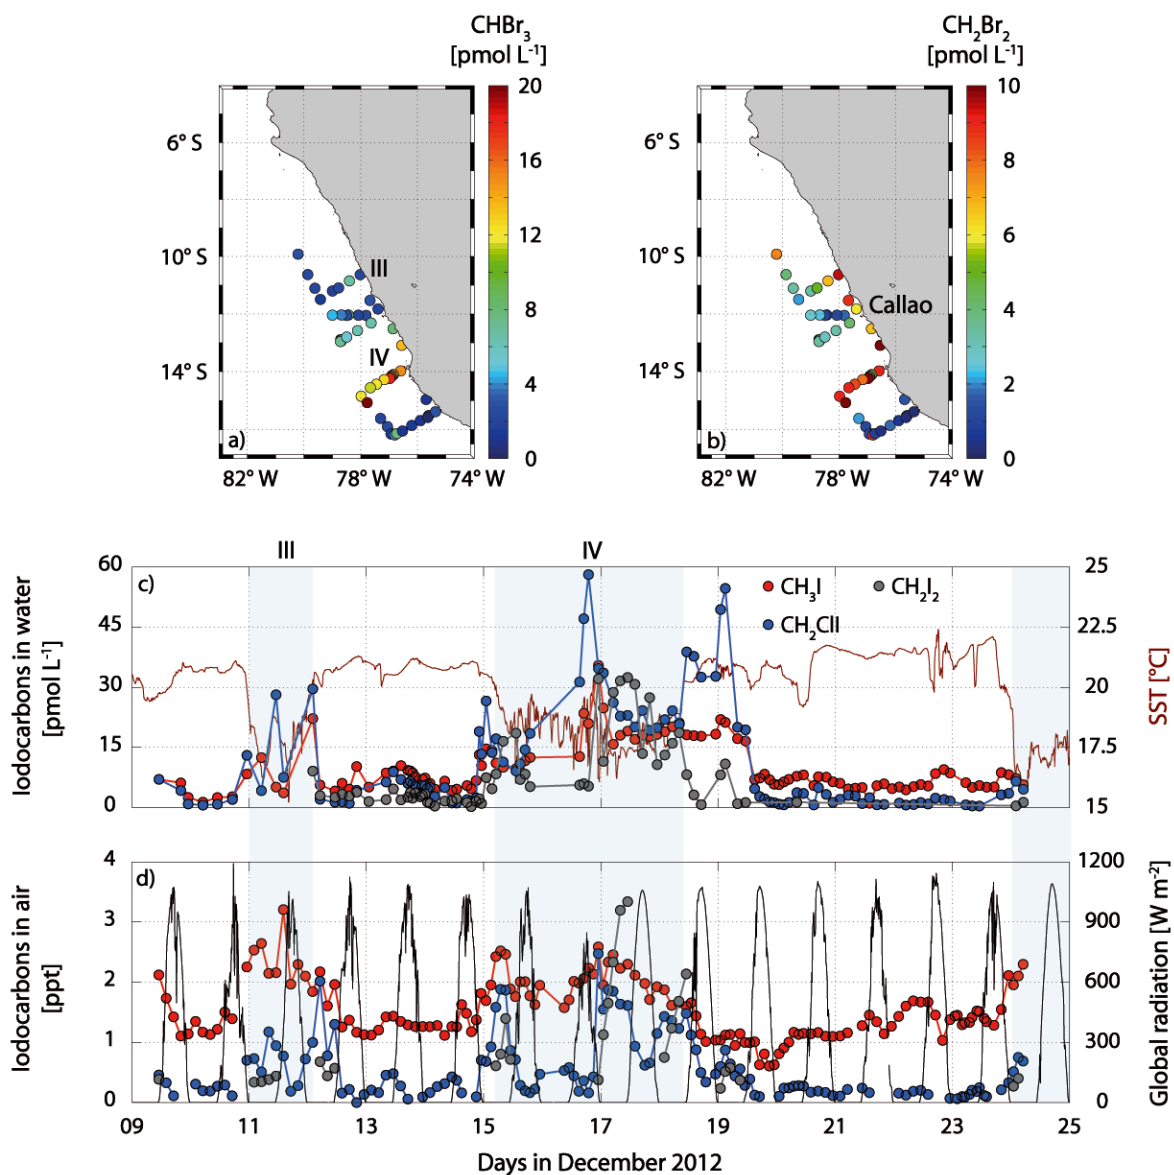 CHBr₃
[pmol L⁻¹]
20
16
12
8
4
0
6° S
10° S
14° S
82° W
78° W
74° W
III
IV
a)
CH₂Br₂
[pmol L⁻¹]
10
8
6
4
2
0
6° S
10° S
14° S
82° W
78° W
74° W
Callao
b)
III
IV
c)
Iodocarbons in water
[pmol L⁻¹]
60
45
30
15
0
CH₃I
CH₂I₂
CH₂ClI
25
22.5
20
17.5
15
SST [°C]
d)
Iodocarbons in air
[ppt]
4
3
2
1
0
1200
900
600
300
0
Global radiation [W m⁻²]
09
11
13
15
17
19
21
23
25
Days in December 2012